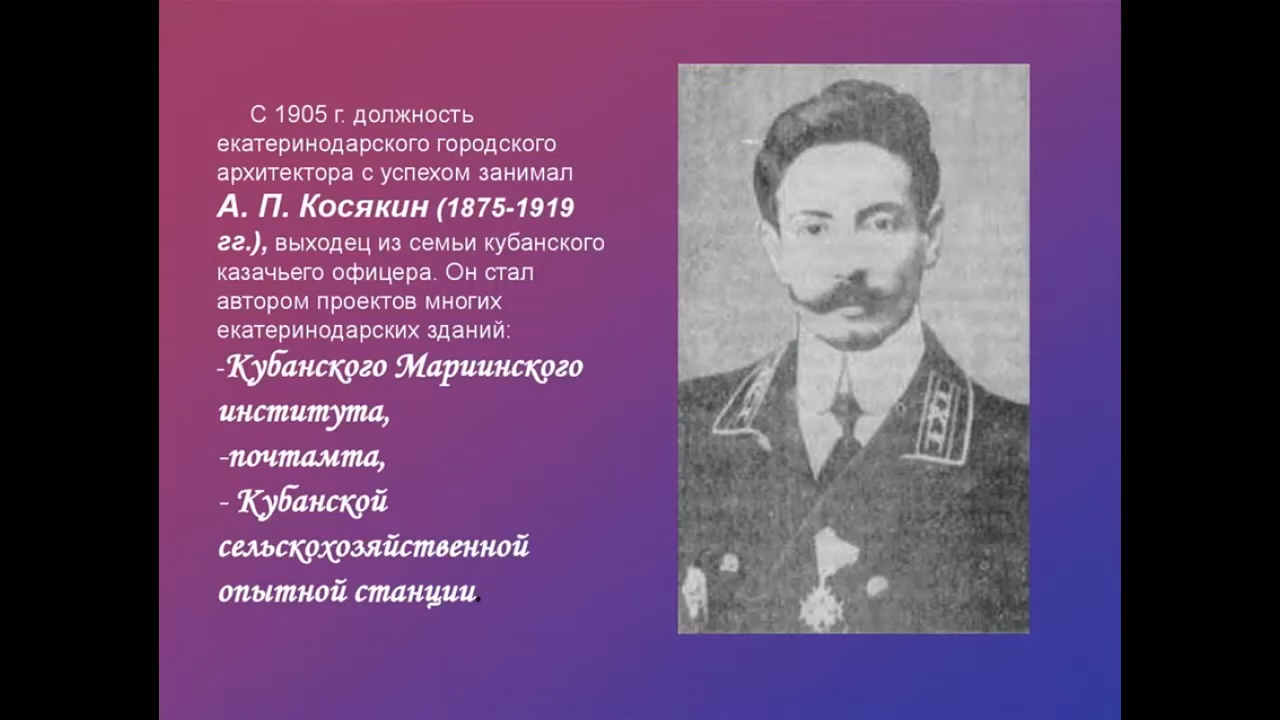 С 1905 г. должность
екатеринодарского городского
архитектора с успехом занимал
А. П. Косякин (1875-1919
гг.), выходец из семьи кубанского
казачьего офицера. Он стал
автором проектов многих
екатеринодарских зданий:
-Кубанского Мариинского
института,
-почтамта,
- Кубанской
сельскохозяйственной
опытной станции.